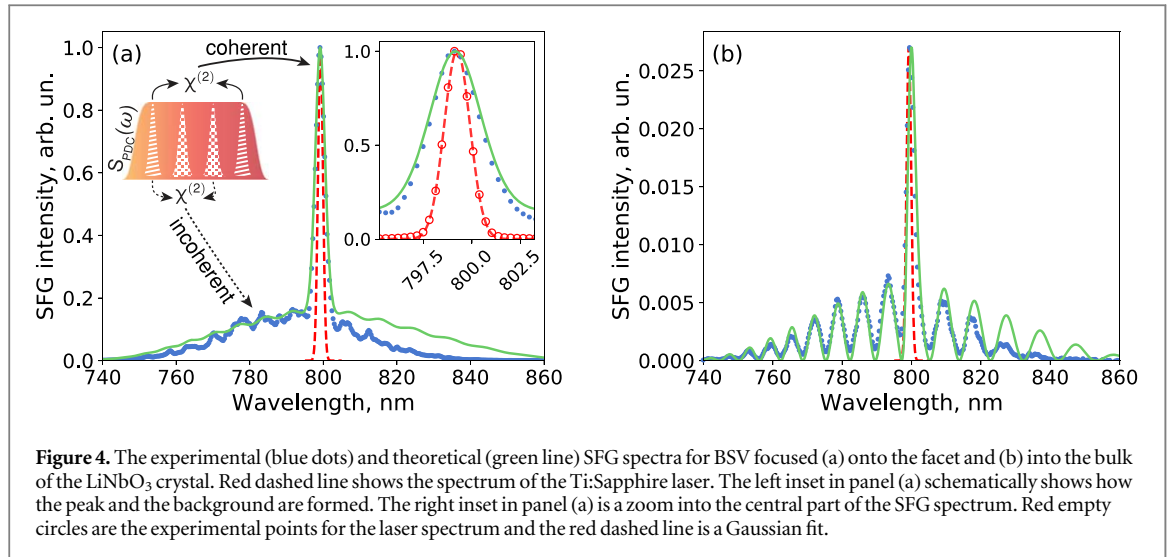 (a)
coherent
χ(2)
S_PDC(ω)
χ(2)
incoherent
SFG intensity, arb. un.
1.0
0.8
0.6
0.4
0.2
0.0
740 760 780 800 820 840 860
Wavelength, nm
1.0
0.5
0.0
797.5 800.0 802.5
(b)
SFG intensity, arb. un.
0.025
0.020
0.015
0.010
0.005
0.000
740 760 780 800 820 840 860
Wavelength, nm
Figure 4. The experimental (blue dots) and theoretical (green line) SFG spectra for BSV focused (a) onto the facet and (b) into the bulk
of the LiNbO3 crystal. Red dashed line shows the spectrum of the Ti:Sapphire laser. The left inset in panel (a) schematically shows how
the peak and the background are formed. The right inset in panel (a) is a zoom into the central part of the SFG spectrum. Red empty
circles are the experimental points for the laser spectrum and the red dashed line is a Gaussian fit.